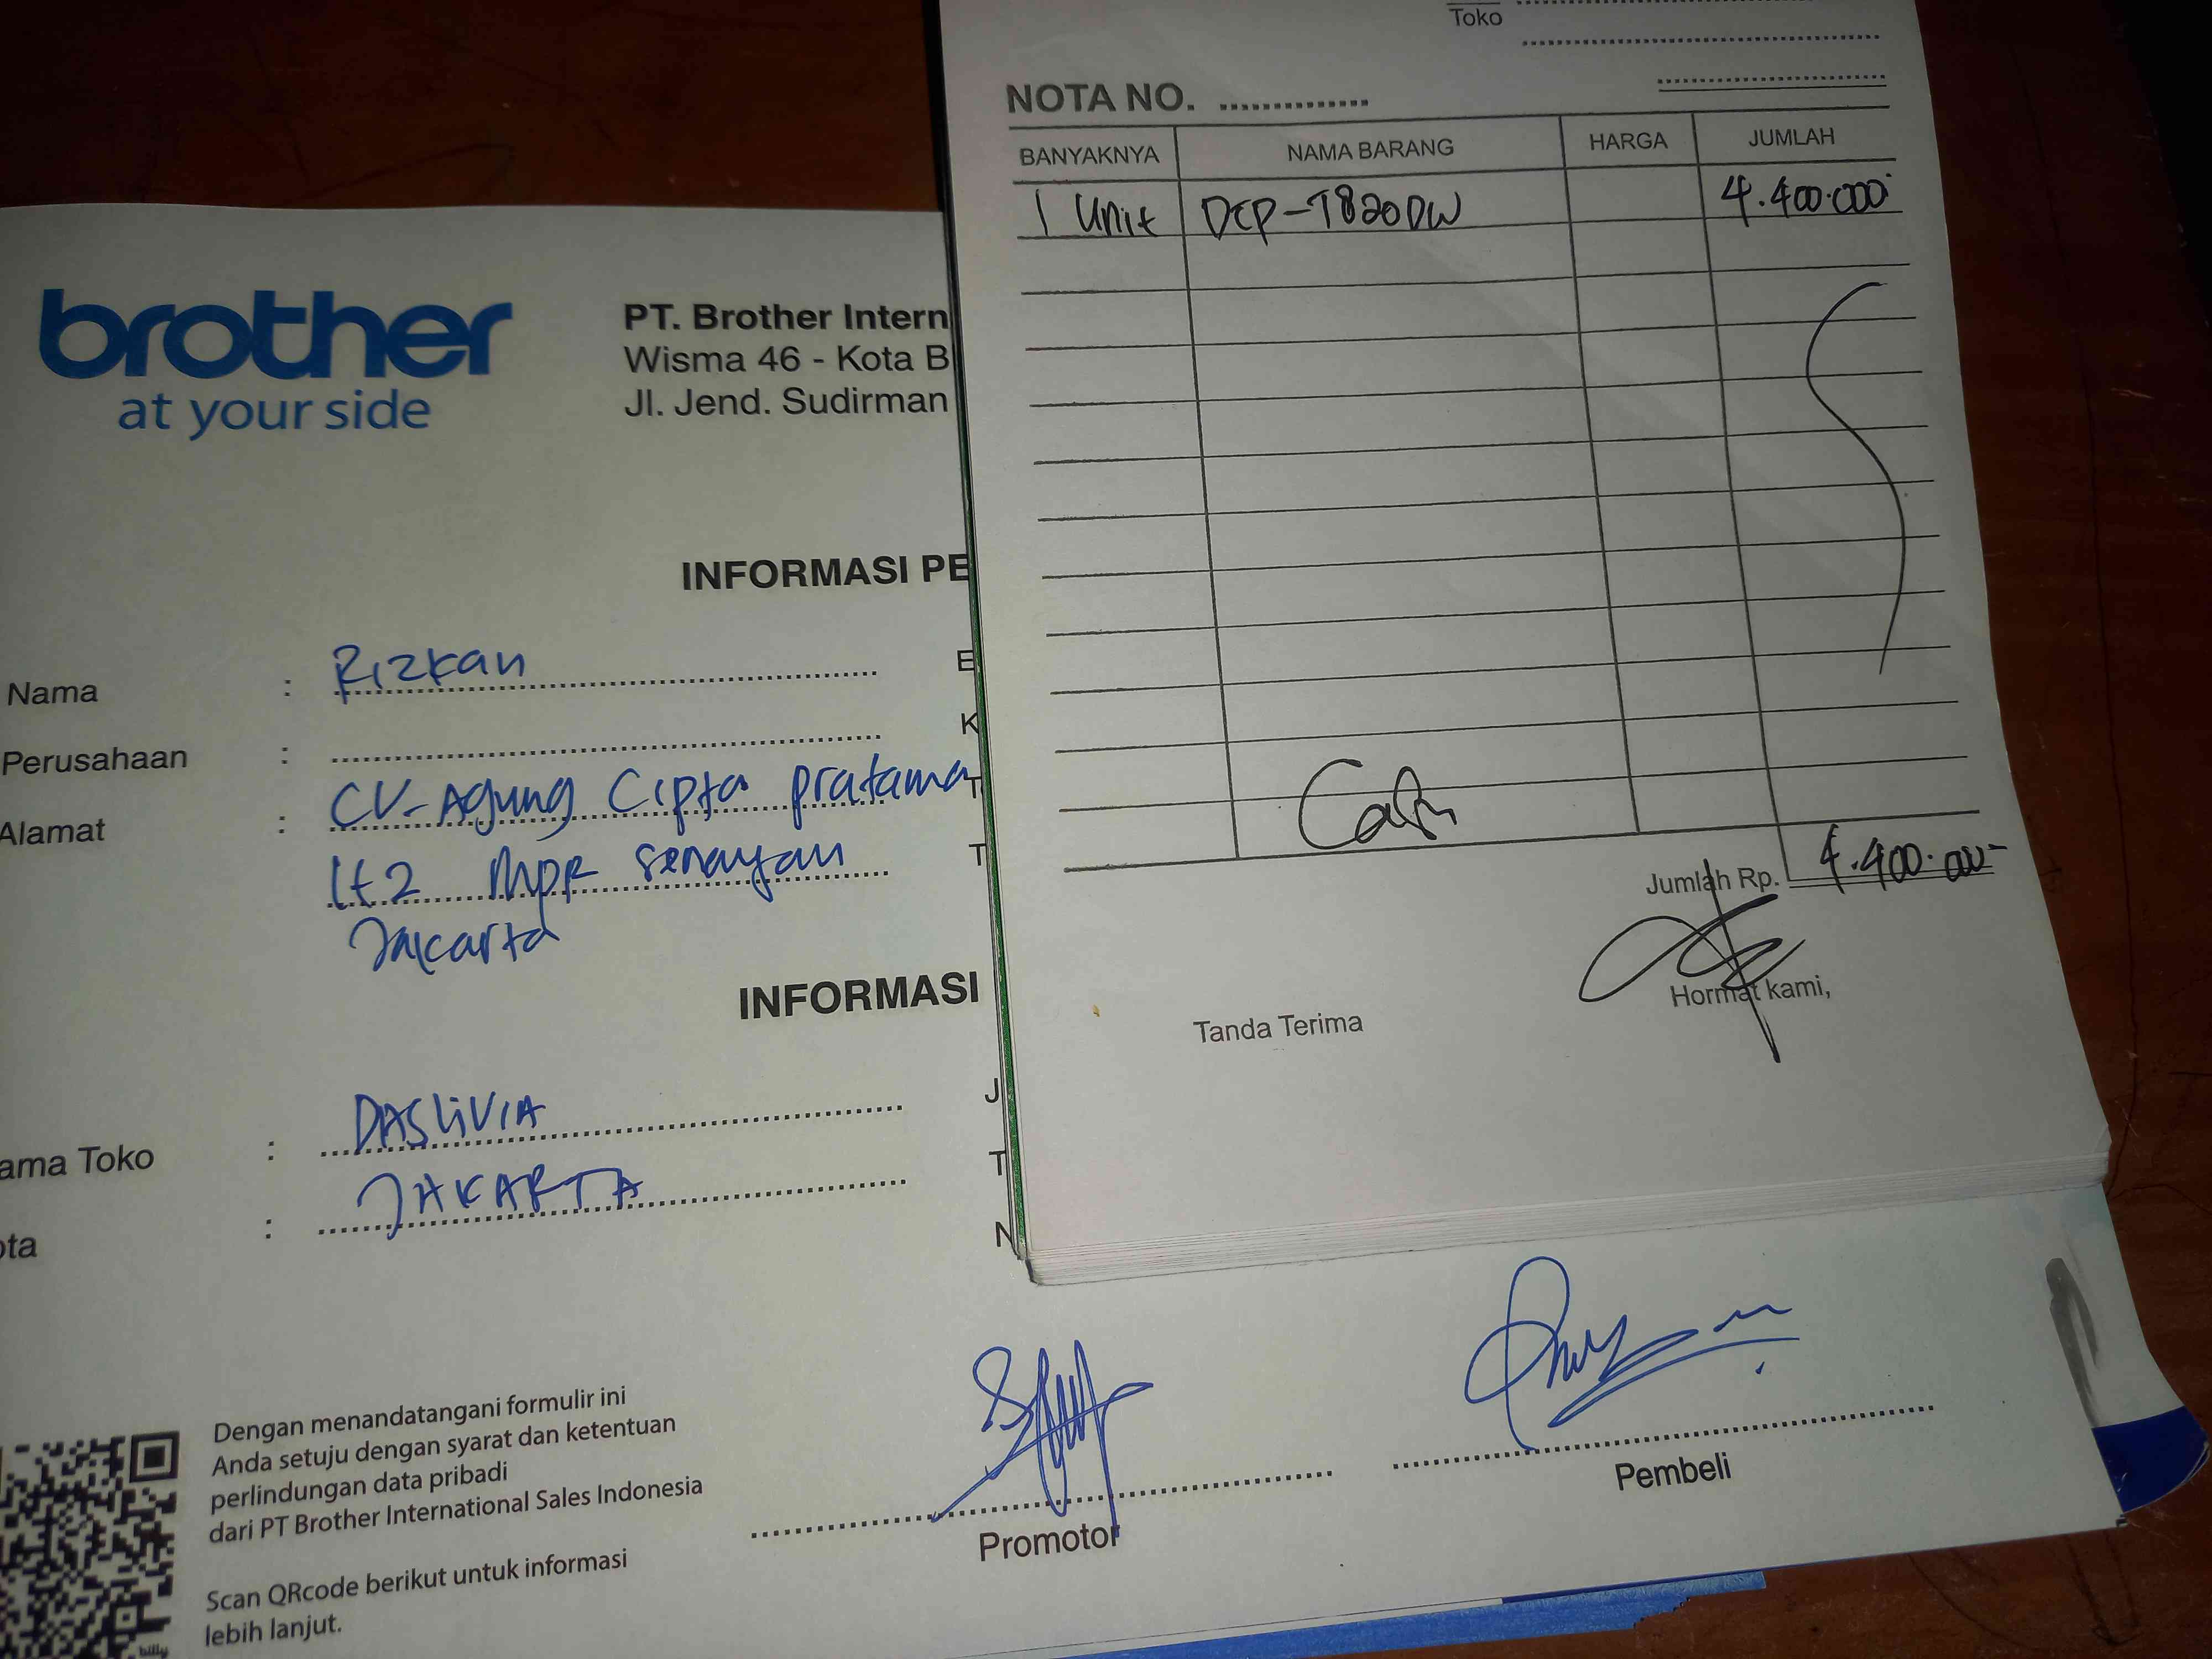 brother
at your side
PT. Brother Intern
Wisma 46 - Kota B
Jl. Jend. Sudirman
INFORMASI PE
Nama : Rizkan
E
Perusahaan :
K
Alamat : CV-Agung Cipta pratama
T
lt2 MPR senayan
T
Jakarta
INFORMASI
J
ama Toko : DASLiViA
T
ota : JAKARTA
N
Dengan menandatangani formulir ini
Anda setuju dengan syarat dan ketentuan
perlindungan data pribadi
dari PT Brother International Sales Indonesia
Scan QRcode berikut untuk informasi
lebih lanjut.
billy
Promotor
Pembeli
Toko
NOTA NO.
BANYAKNYA NAMA BARANG HARGA JUMLAH
1 Unit DCP-T820DW 4.400.000
Cash
Jumlah Rp. 4.400.000-
Tanda Terima
Hormat kami,